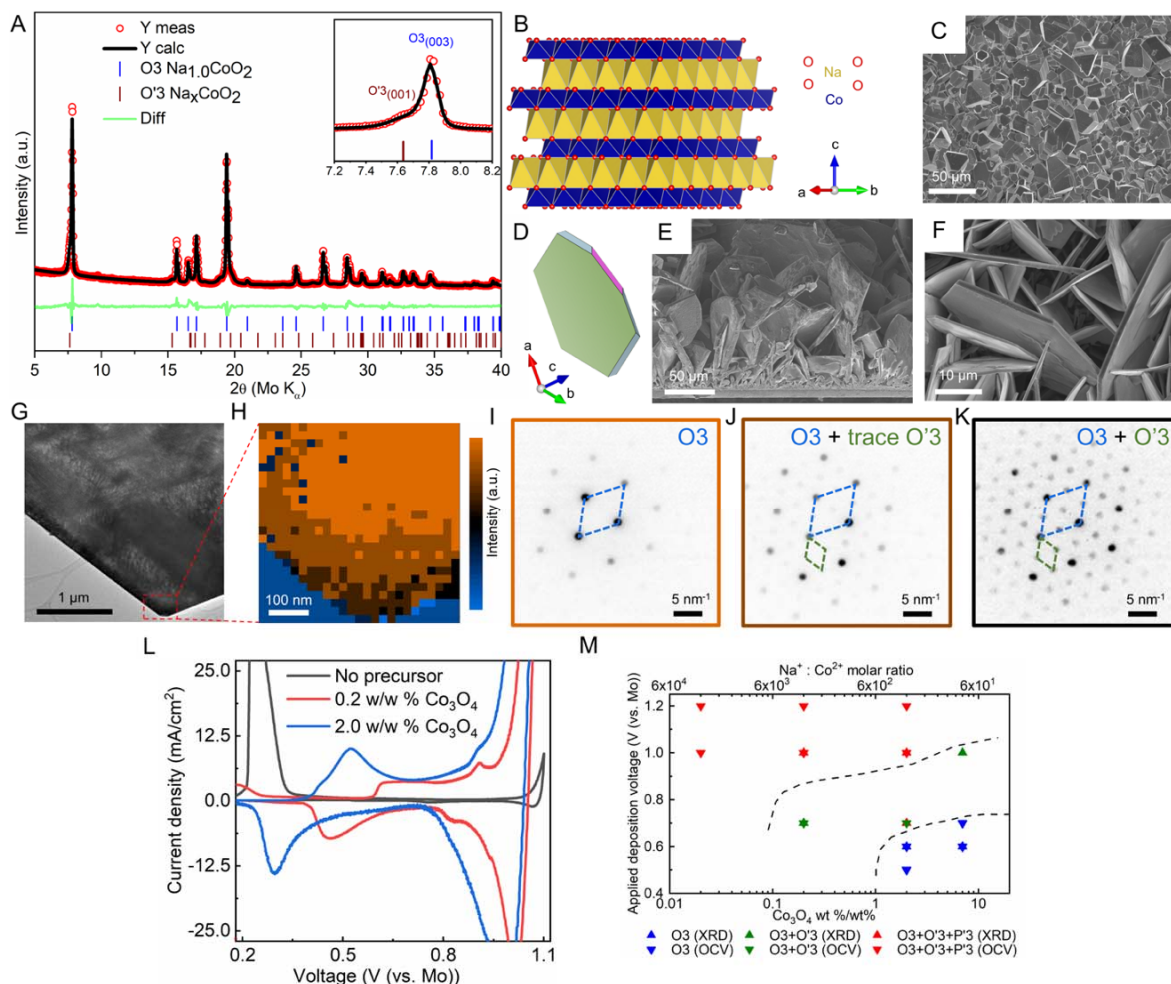 A
Y meas
Y calc
O3 Na1.0CoO2
O'3 NaxCoO2
Diff
O3(003)
O'3(001)
7.2 7.4 7.6 7.8 8.0 8.2
Intensity (a.u.)
5 10 15 20 25 30 35 40
2θ (Mo Kα)
B
O O
Na
O O
Co
c
a b
C
50 µm
D
a
c
b
E
60 µm
F
10 µm
G
1 µm
H
100 nm
Intensity (a.u.)
I
O3
5 nm-1
J
O3 + trace O'3
5 nm-1
K
O3 + O'3
5 nm-1
L
No precursor
0.2 w/w % Co3O4
2.0 w/w % Co3O4
Current density (mA/cm2)
25.0
12.5
0.0
-12.5
-25.0
0.2 0.5 0.8 1.1
Voltage (V (vs. Mo))
M
Na+ : Co2+ molar ratio
6x104 6x103 6x102 6x101
Applied deposition voltage (V (vs. Mo))
1.2
1.0
0.8
0.6
0.4
0.01 0.1 1 10
Co3O4 wt %/wt%
O3 (XRD) O3+O'3 (XRD) O3+O'3+P'3 (XRD)
O3 (OCV) O3+O'3 (OCV) O3+O'3+P'3 (OCV)